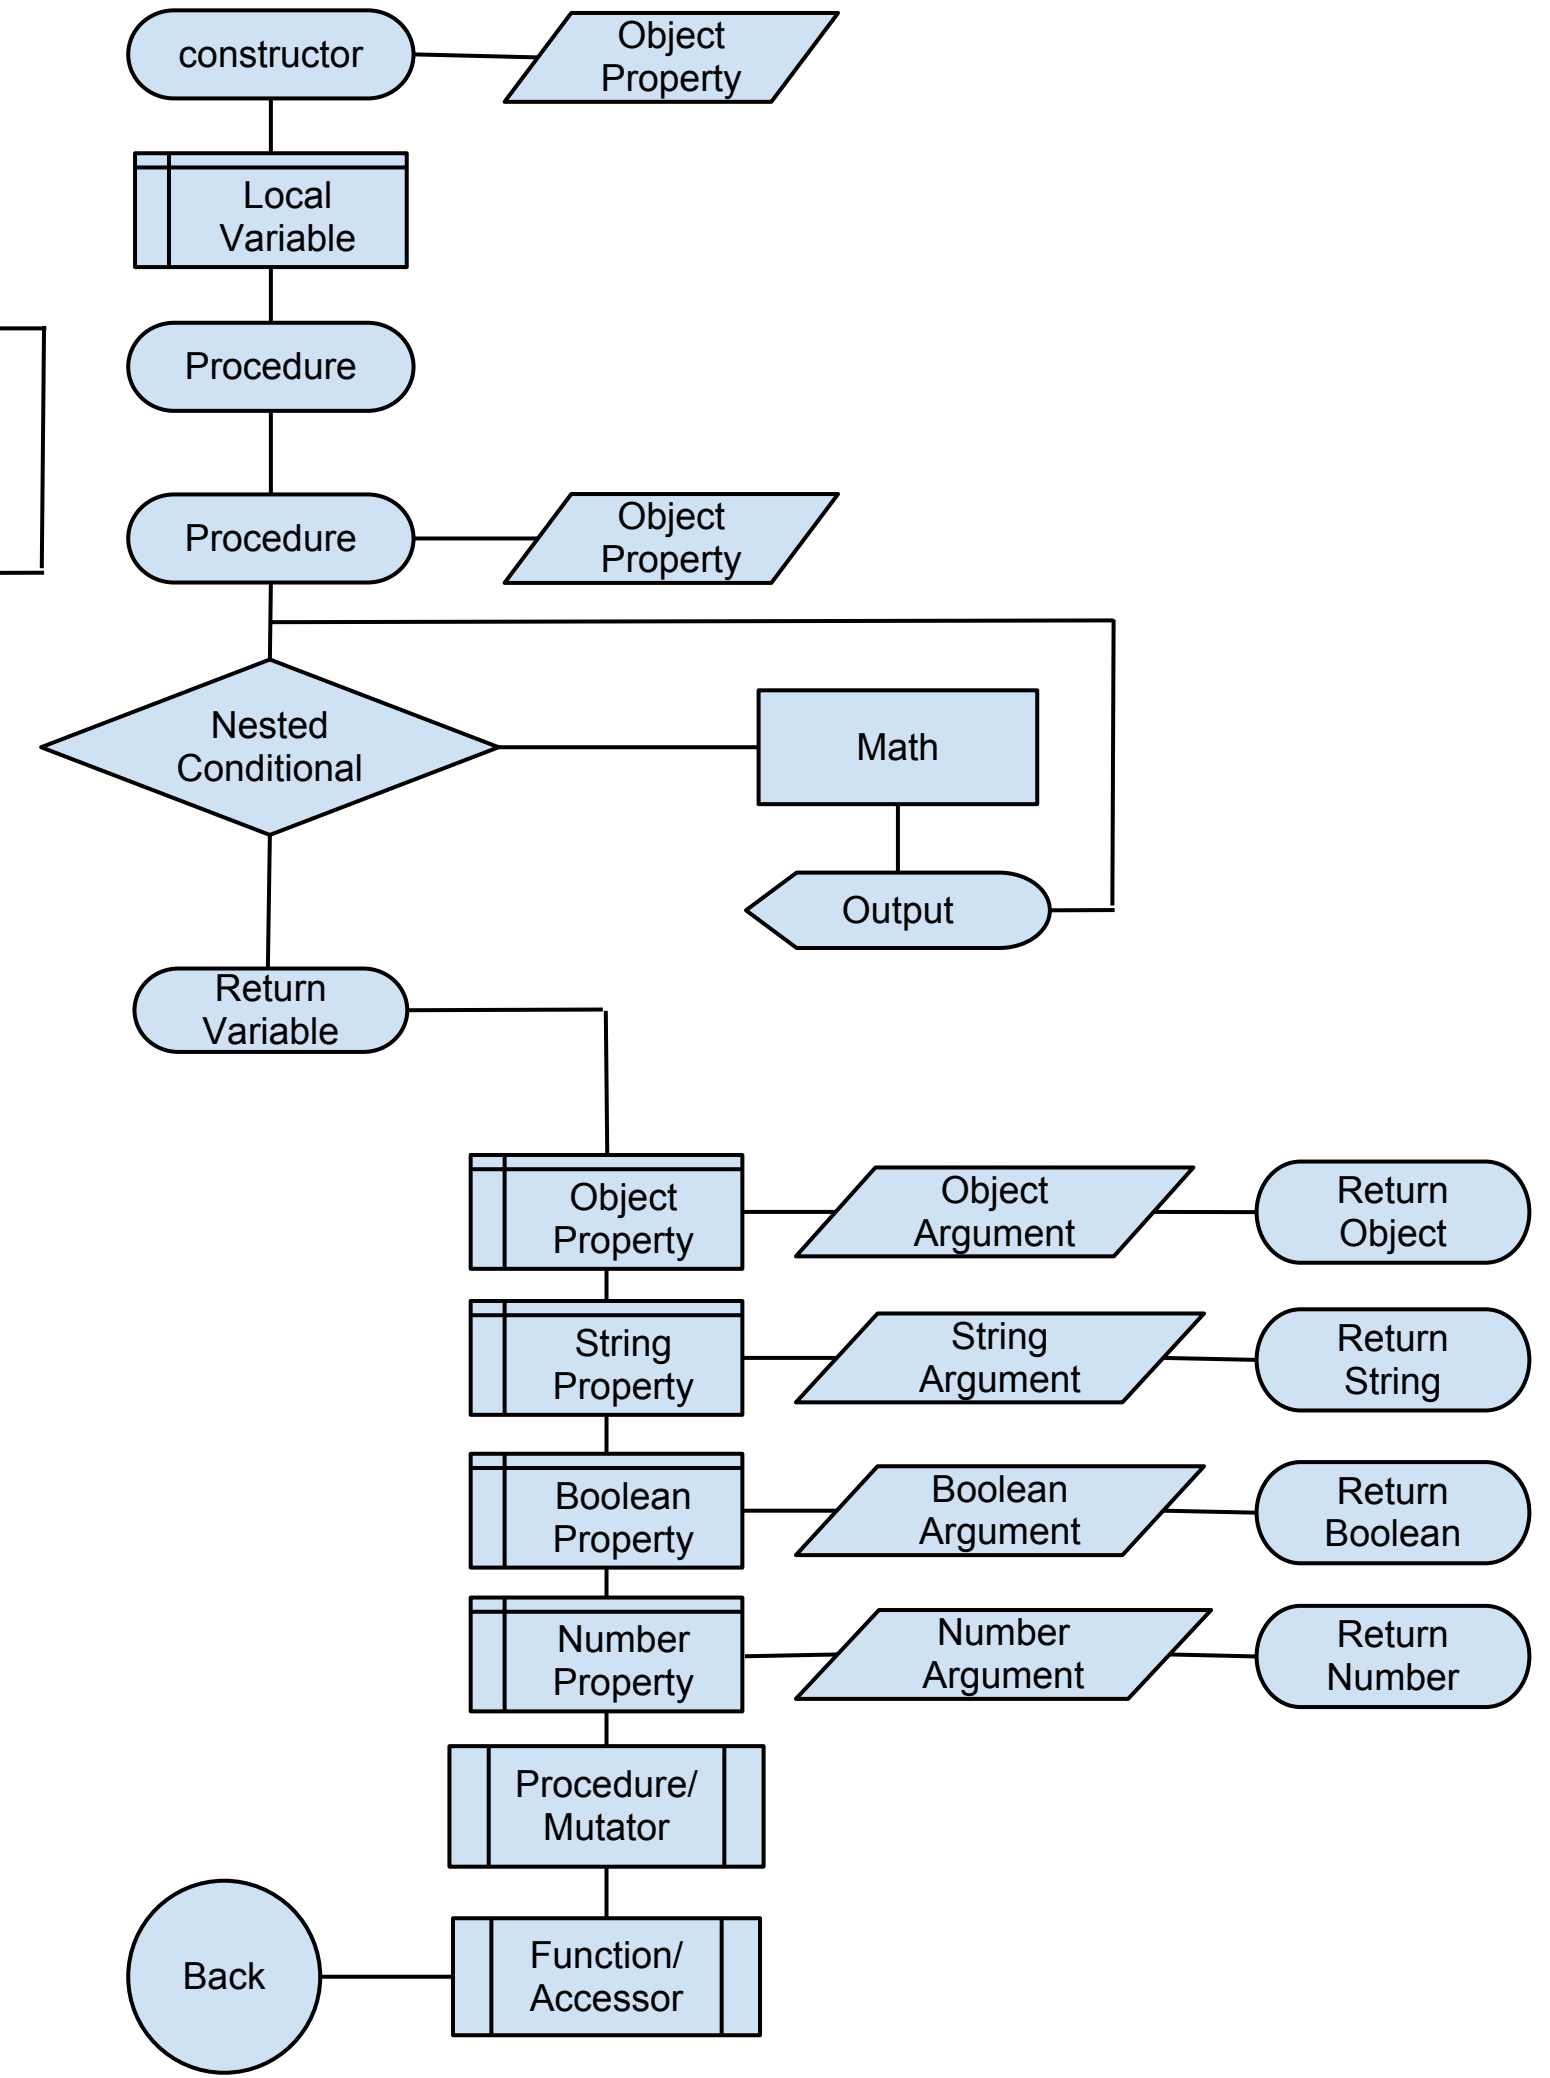 constructor
Object
Property
Local
Variable
Procedure
Procedure
Object
Property
Nested
Conditional
Math
Output
Return
Variable
Object
Property
Object
Argument
Return
Object
String
Property
String
Argument
Return
String
Boolean
Property
Boolean
Argument
Return
Boolean
Number
Property
Number
Argument
Return
Number
Procedure/
Mutator
Function/
Accessor
Back